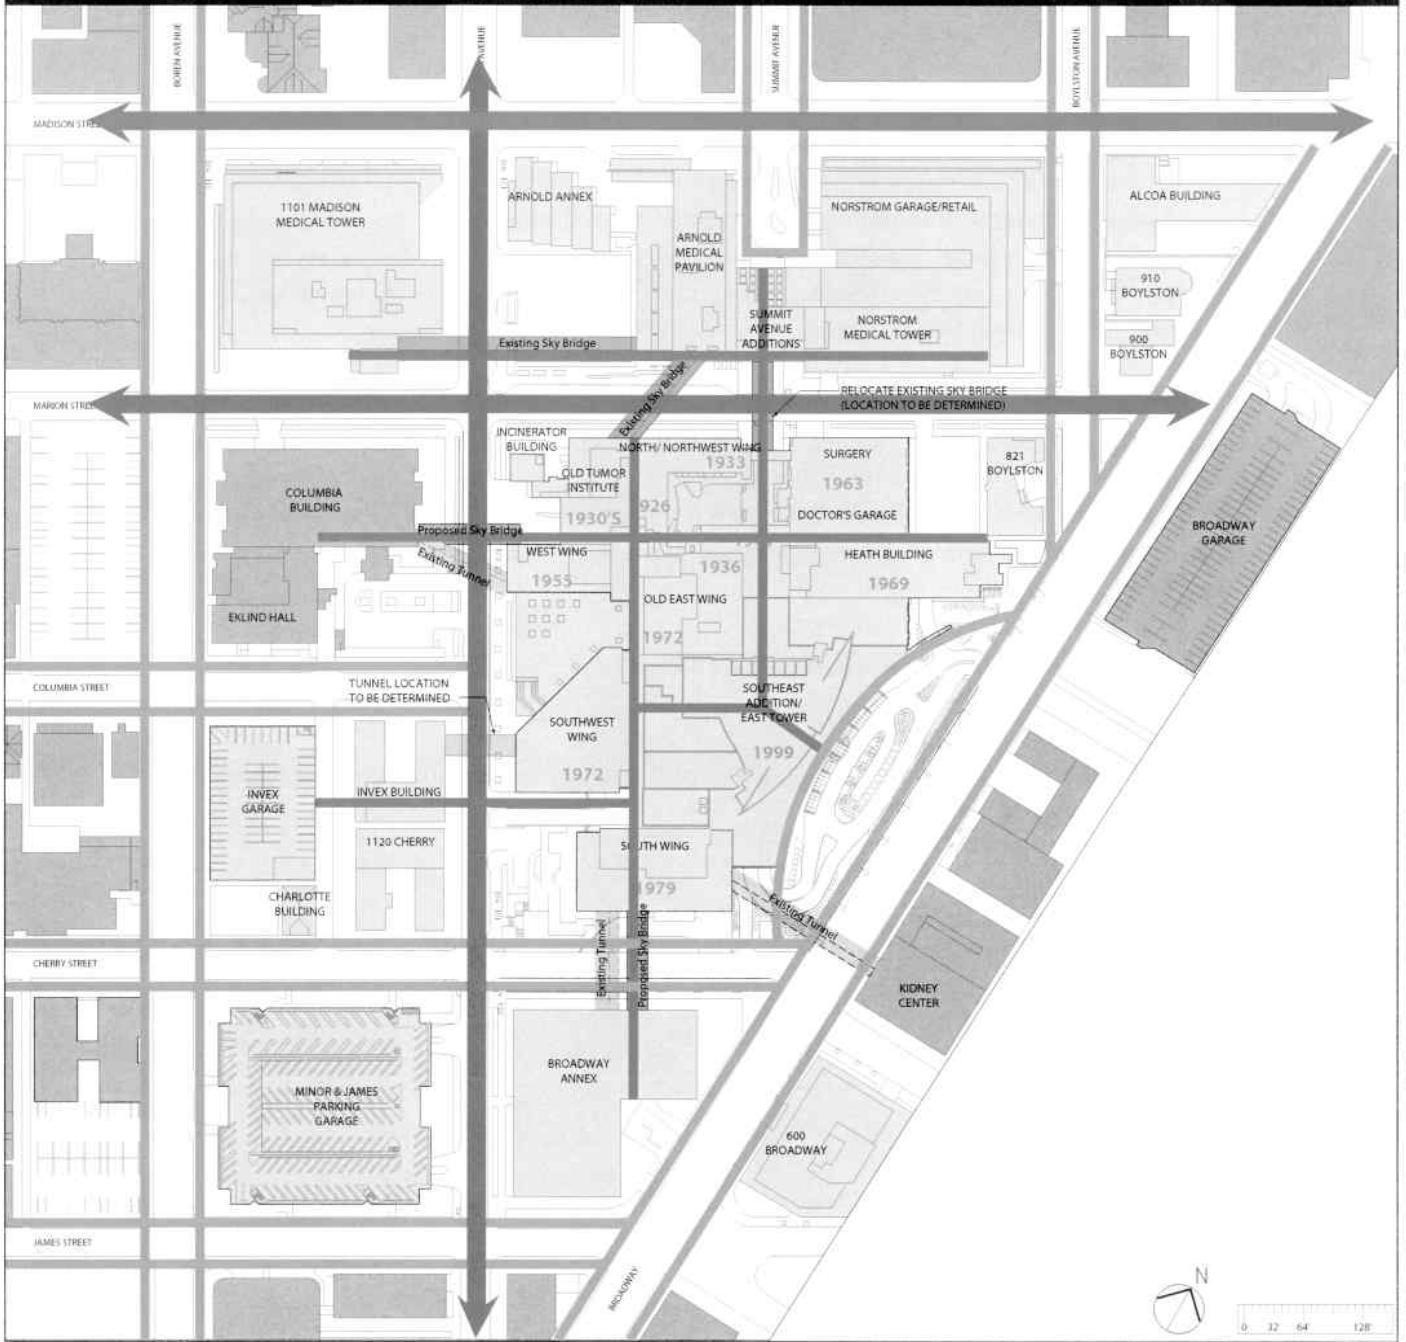 BOREN AVENUE
AVENUE
SUMMIT AVENUE
BOYLSTON AVENUE
MADISON STREE
1101 MADISON
MEDICAL TOWER
ARNOLD ANNEX
ARNOLD
MEDICAL
PAVILION
NORSTROM GARAGE/RETAIL
ALCOA BUILDING
910
BOYLSTON
SUMMIT
AVENUE
ADDITIONS
NORSTROM
MEDICAL TOWER
900
BOYLSTON
Existing Sky Bridge
Existing Sky Bridge
RELOCATE EXISTING SKY BRIDGE
(LOCATION TO BE DETERMINED)
MARION STREE
INCINERATOR
BUILDING
NORTH/ NORTHWEST WING
1933
OLD TUMOR
INSTITUTE
1930'S
926
SURGERY
1963
DOCTOR'S GARAGE
821
BOYLSTON
COLUMBIA
BUILDING
BROADWAY
GARAGE
Proposed Sky Bridge
Existing Tunnel
WEST WING
1955
1936
HEATH BUILDING
1969
OLD EAST WING
1972
EKLIND HALL
COLUMBIA STREET
TUNNEL LOCATION
TO BE DETERMINED
SOUTHEAST
ADDITION/
EAST TOWER
1999
SOUTHWEST
WING
1972
INVEX
GARAGE
INVEX BUILDING
1120 CHERRY
SOUTH WING
1979
CHARLOTTE
BUILDING
Existing Tunnel
Existing Tunnel
Proposed Sky Bridge
CHERRY STREET
KIDNEY
CENTER
BROADWAY
ANNEX
MINOR & JAMES
PARKING
GARAGE
600
BROADWAY
JAMES STREET
BROADWAY
N
0 32' 64' 128'